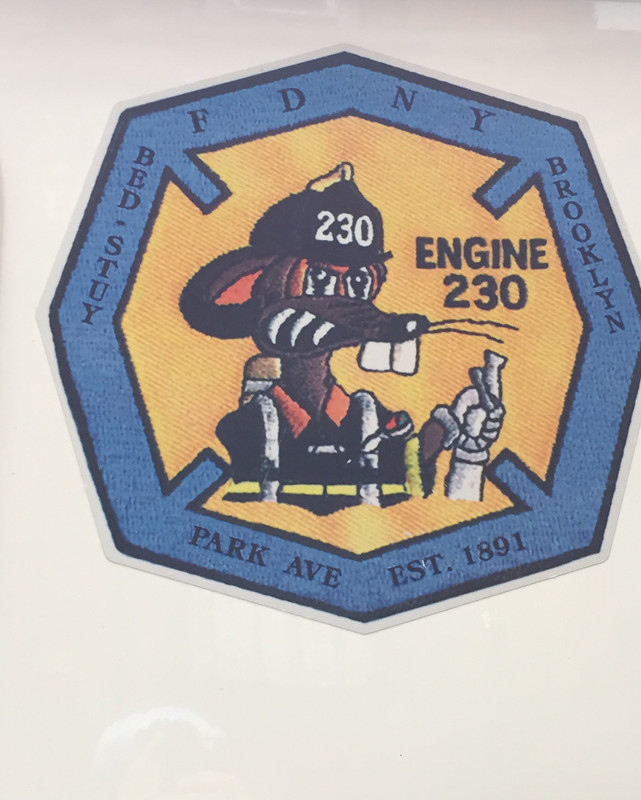 FDNY
BED-STUY
BROOKLYN
230
ENGINE
230
PARK AVE EST. 1891